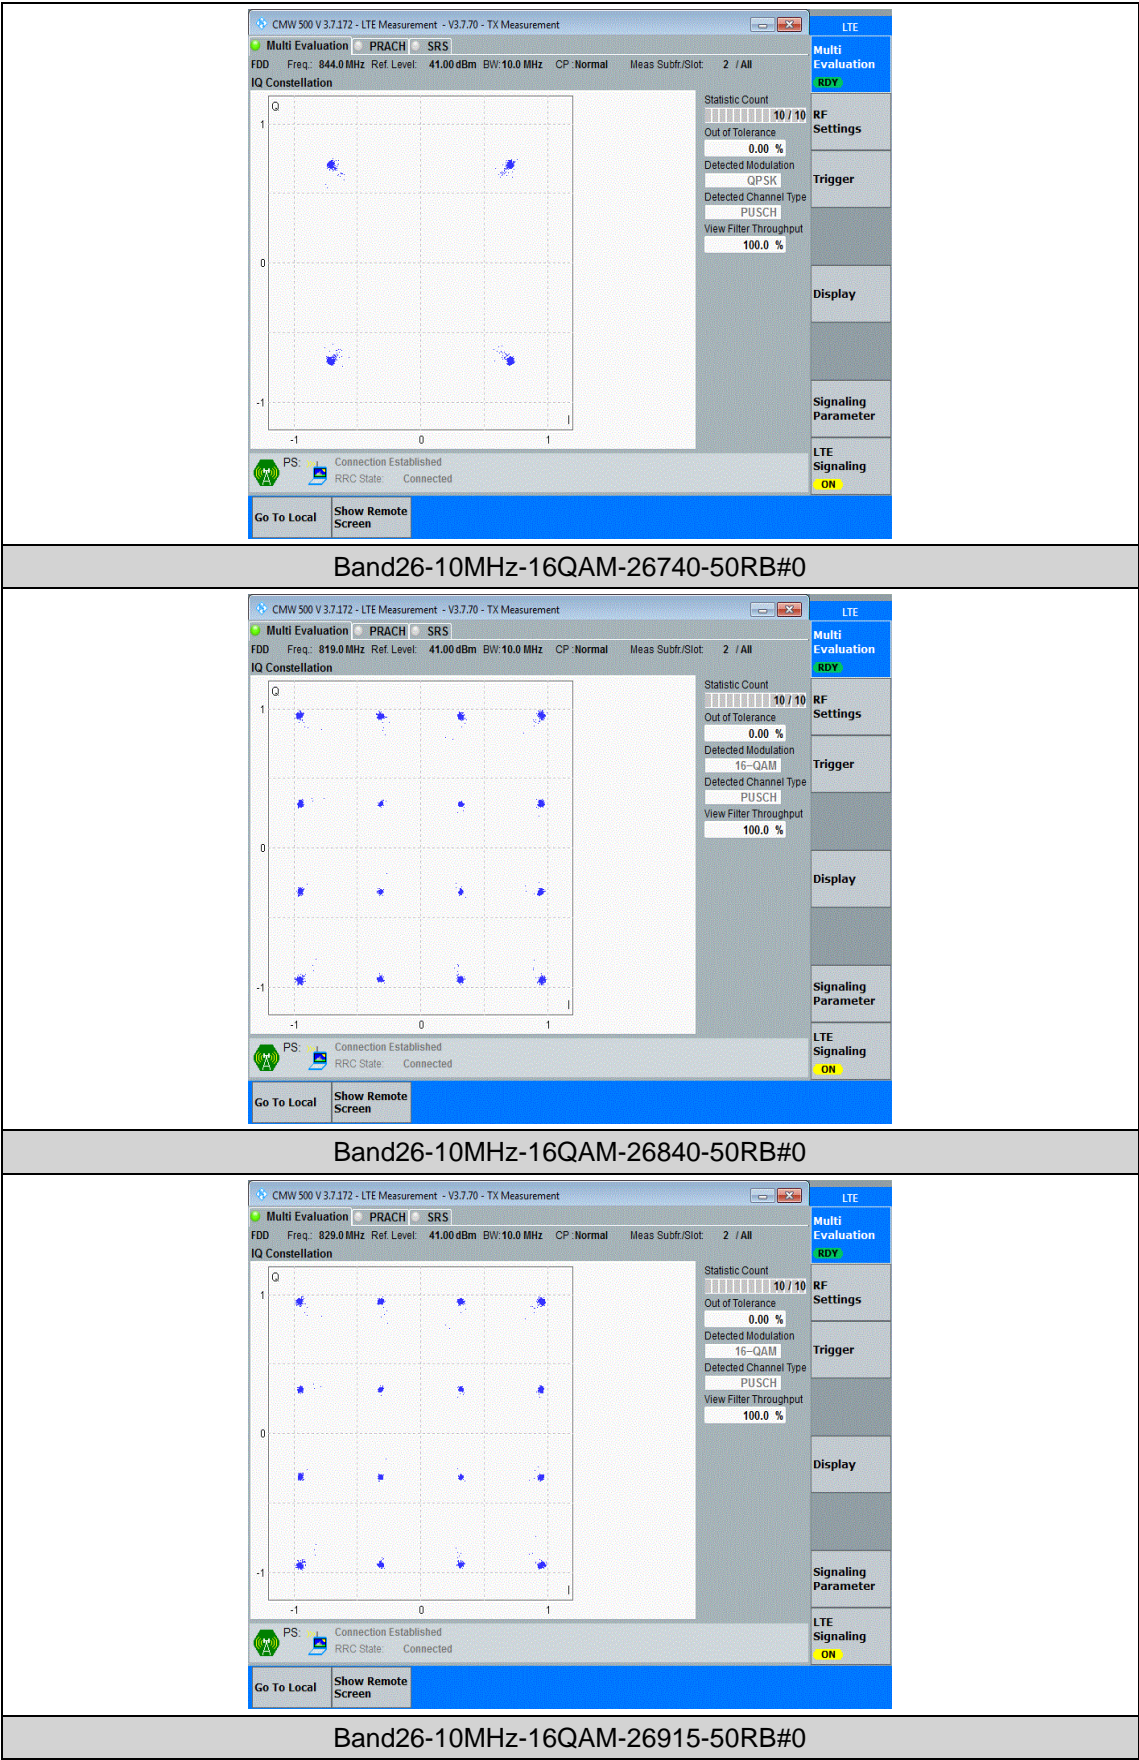 CMW 500 V 3.7.172 - LTE Measurement - V3.7.70 - TX Measurement
LTE
Multi Evaluation PRACH SRS
Multi
Evaluation
RDY
FDD Freq.: 844.0 MHz Ref. Level: 41.00 dBm BW: 10.0 MHz CP : Normal Meas Subfr./Slot: 2 / All
IQ Constellation
Q
1
0
-1
-1 0 1
I
Statistic Count
10 / 10
Out of Tolerance
0.00 %
Detected Modulation
QPSK
Detected Channel Type
PUSCH
View Filter Throughput
100.0 %
RF
Settings
Trigger
Display
Signaling
Parameter
LTE
Signaling
ON
PS: Connection Established
RRC State: Connected
Go To Local
Show Remote
Screen
Band26-10MHz-16QAM-26740-50RB#0
CMW 500 V 3.7.172 - LTE Measurement - V3.7.70 - TX Measurement
LTE
Multi Evaluation PRACH SRS
Multi
Evaluation
RDY
FDD Freq.: 819.0 MHz Ref. Level: 41.00 dBm BW: 10.0 MHz CP : Normal Meas Subfr./Slot: 2 / All
IQ Constellation
Q
1
0
-1
-1 0 1
I
Statistic Count
10 / 10
Out of Tolerance
0.00 %
Detected Modulation
16-QAM
Detected Channel Type
PUSCH
View Filter Throughput
100.0 %
RF
Settings
Trigger
Display
Signaling
Parameter
LTE
Signaling
ON
PS: Connection Established
RRC State: Connected
Go To Local
Show Remote
Screen
Band26-10MHz-16QAM-26840-50RB#0
CMW 500 V 3.7.172 - LTE Measurement - V3.7.70 - TX Measurement
LTE
Multi Evaluation PRACH SRS
Multi
Evaluation
RDY
FDD Freq.: 829.0 MHz Ref. Level: 41.00 dBm BW: 10.0 MHz CP : Normal Meas Subfr./Slot: 2 / All
IQ Constellation
Q
1
0
-1
-1 0 1
I
Statistic Count
10 / 10
Out of Tolerance
0.00 %
Detected Modulation
16-QAM
Detected Channel Type
PUSCH
View Filter Throughput
100.0 %
RF
Settings
Trigger
Display
Signaling
Parameter
LTE
Signaling
ON
PS: Connection Established
RRC State: Connected
Go To Local
Show Remote
Screen
Band26-10MHz-16QAM-26915-50RB#0